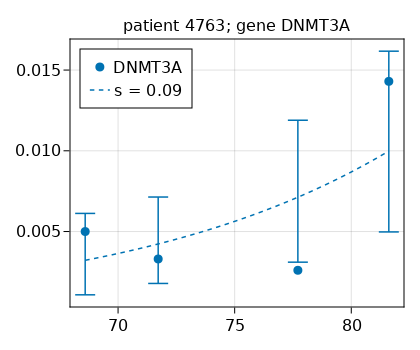 patient 4763; gene DNMT3A
DNMT3A
s = 0.09
0.015
0.010
0.005
70 75 80